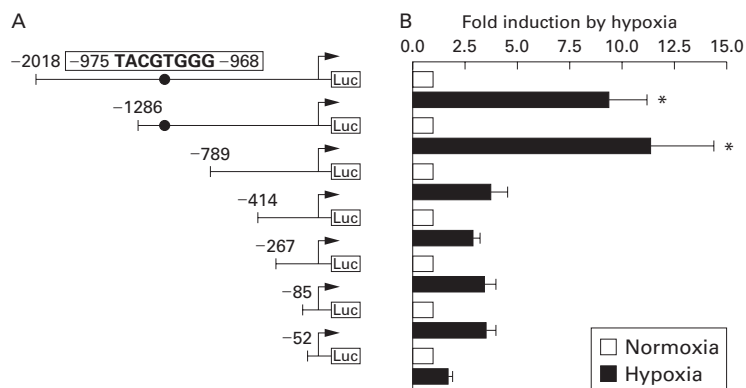 A
−2018 −975 TACGTGGG −968
Luc
−1286
Luc
−789
Luc
−414
Luc
−267
Luc
−85
Luc
−52
Luc
B
Fold induction by hypoxia
0.0 2.5 5.0 7.5 10.0 12.5 15.0
*
*
Normoxia
Hypoxia